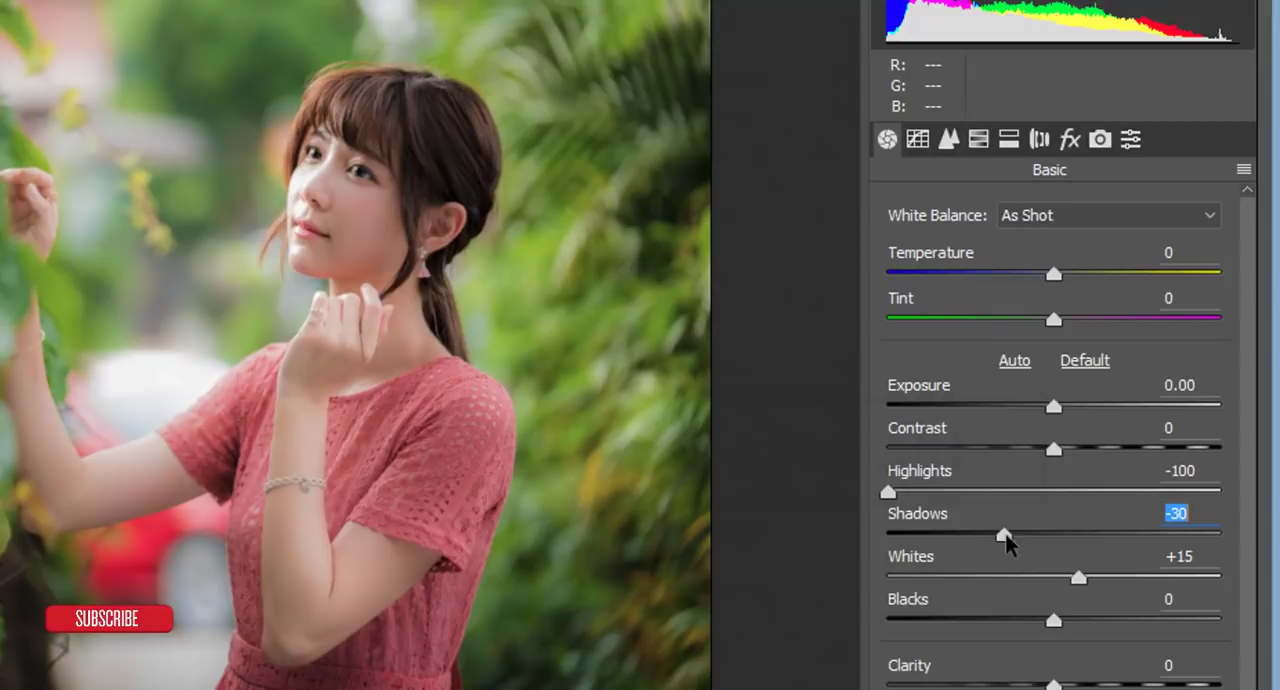 SUBSCRIBE
R: ---
G: ---
B: ---
fx
Basic
White Balance: As Shot
Temperature 0
Tint 0
Auto Default
Exposure 0.00
Contrast 0
Highlights -100
Shadows -30
Whites +15
Blacks 0
Clarity 0